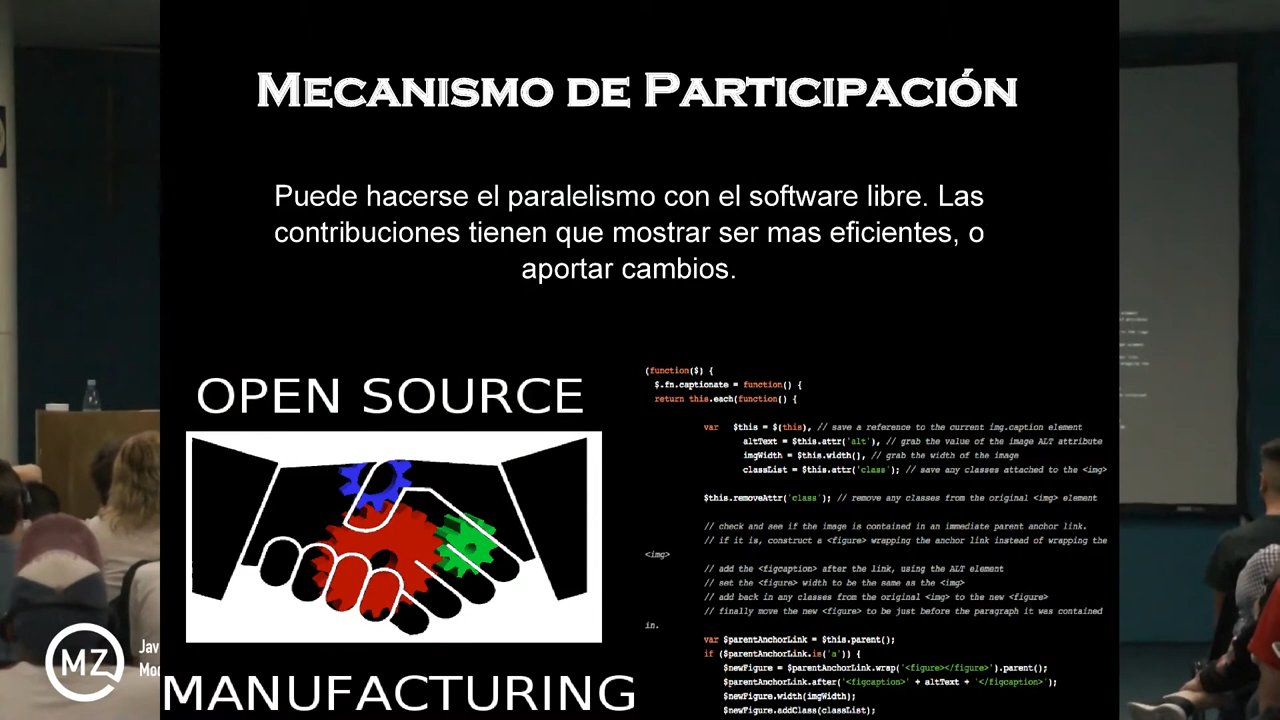 MECANISMO DE PARTICIPACIÓN
Puede hacerse el paralelismo con el software libre. Las
contribuciones tienen que mostrar ser mas eficientes, o
aportar cambios.
OPEN SOURCE
MANUFACTURING
(function($) {
$.fn.captionate = function() {
return this.each(function() {
var $this = $(this), // save a reference to the current img.caption element
altText = $this.attr('alt'), // grab the value of the image ALT attribute
imgWidth = $this.width(), // grab the width of the image
classList = $this.attr('class'); // save any classes attached to the <img>
$this.removeAttr('class'); // remove any classes from the original <img> element
// check and see if the image is contained in an immediate parent anchor link.
// if it is, construct a <figure> wrapping the anchor link instead of wrapping the
<img>
// add the <figcaption> after the link, using the ALT element
// set the <figure> width to be the same as the <img>
// add back in any classes from the original <img> to the new <figure>
// finally move the new <figure> to be just before the paragraph it was contained
in.
var $parentAnchorLink = $this.parent();
if ($parentAnchorLink.is('a')) {
$newFigure = $parentAnchorLink.wrap('<figure></figure>').parent();
$parentAnchorLink.after('<figcaption>' + altText + '</figcaption>');
$newFigure.width(imgWidth);
$newFigure.addClass(classList);
MZ
Jav
Mon